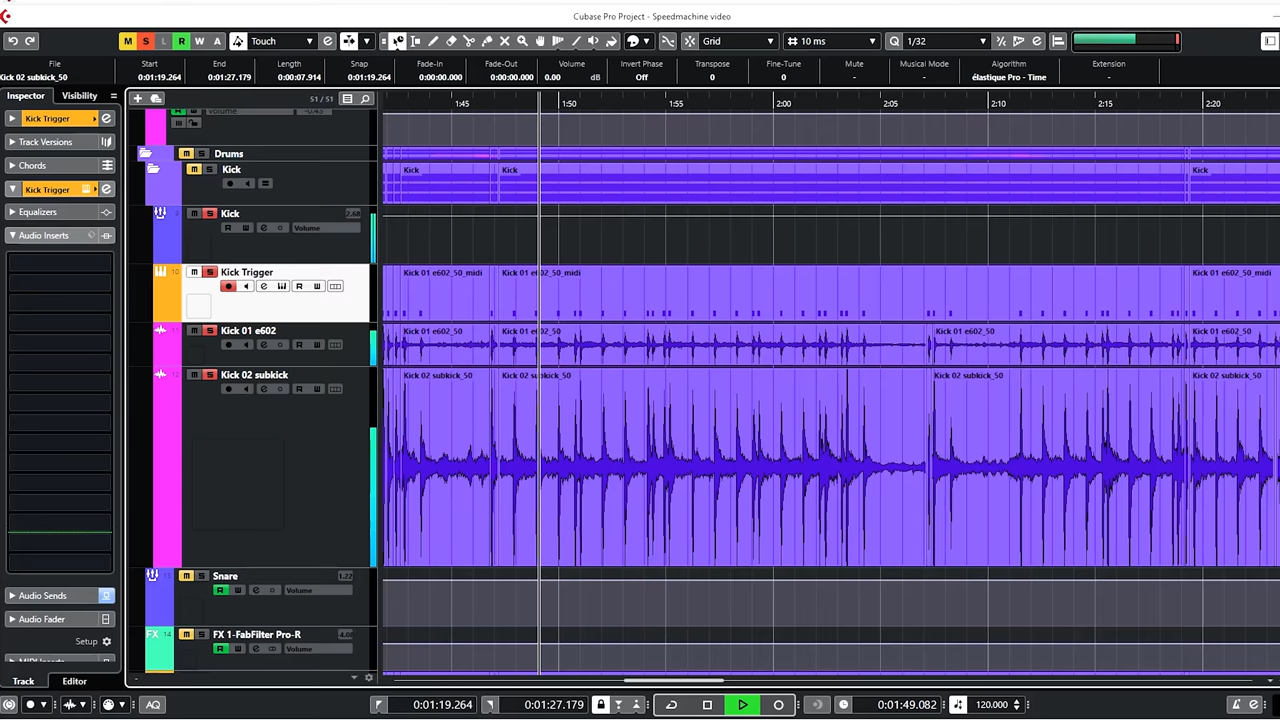 Cubase Pro Project - Speedmachine video
M S L R W A Touch Grid 10 ms Q 1/32
File Start End Length Snap Fade-In Fade-Out Volume Invert Phase Transpose Fine-Tune Mute Musical Mode Algorithm Extension
Kick 02 subkick_50 0:01:19.264 0:01:27.179 0:00:07.914 0:01:19.264 0:00:00.000 0:00:00.000 0.00 dB Off 0 0 - - élastique Pro - Time -
Inspector Visibility 51 / 51 1:45 1:50 1:55 2:00 2:05 2:10 2:15 2:20
Kick Trigger
Track Versions
Chords
Kick Trigger
Equalizers
Audio Inserts
Audio Sends
Audio Fader
Setup
Track Editor
R Volume
m S Drums
m S Kick
Kick Kick Kick
m S Kick
R W e Volume
10 m S Kick Trigger
e R W
Kick 01 e602_50_midi Kick 01 e602_50_midi Kick 01 e602_50_midi
11 m S Kick 01 e602
e R W
Kick 01 e602_50 Kick 01 e602_50 Kick 01 e602_50 Kick 01 e602_50
12 m S Kick 02 subkick
e R W
Kick 02 subkick_50 Kick 02 subkick_50 Kick 02 subkick_50 Kick 02 subkick_50
m S Snare
R W e Volume
FX 14 m S FX 1-FabFilter Pro-R
R W e Volume
AQ 0:01:19.264 0:01:27.179 0:01:49.082 120.000